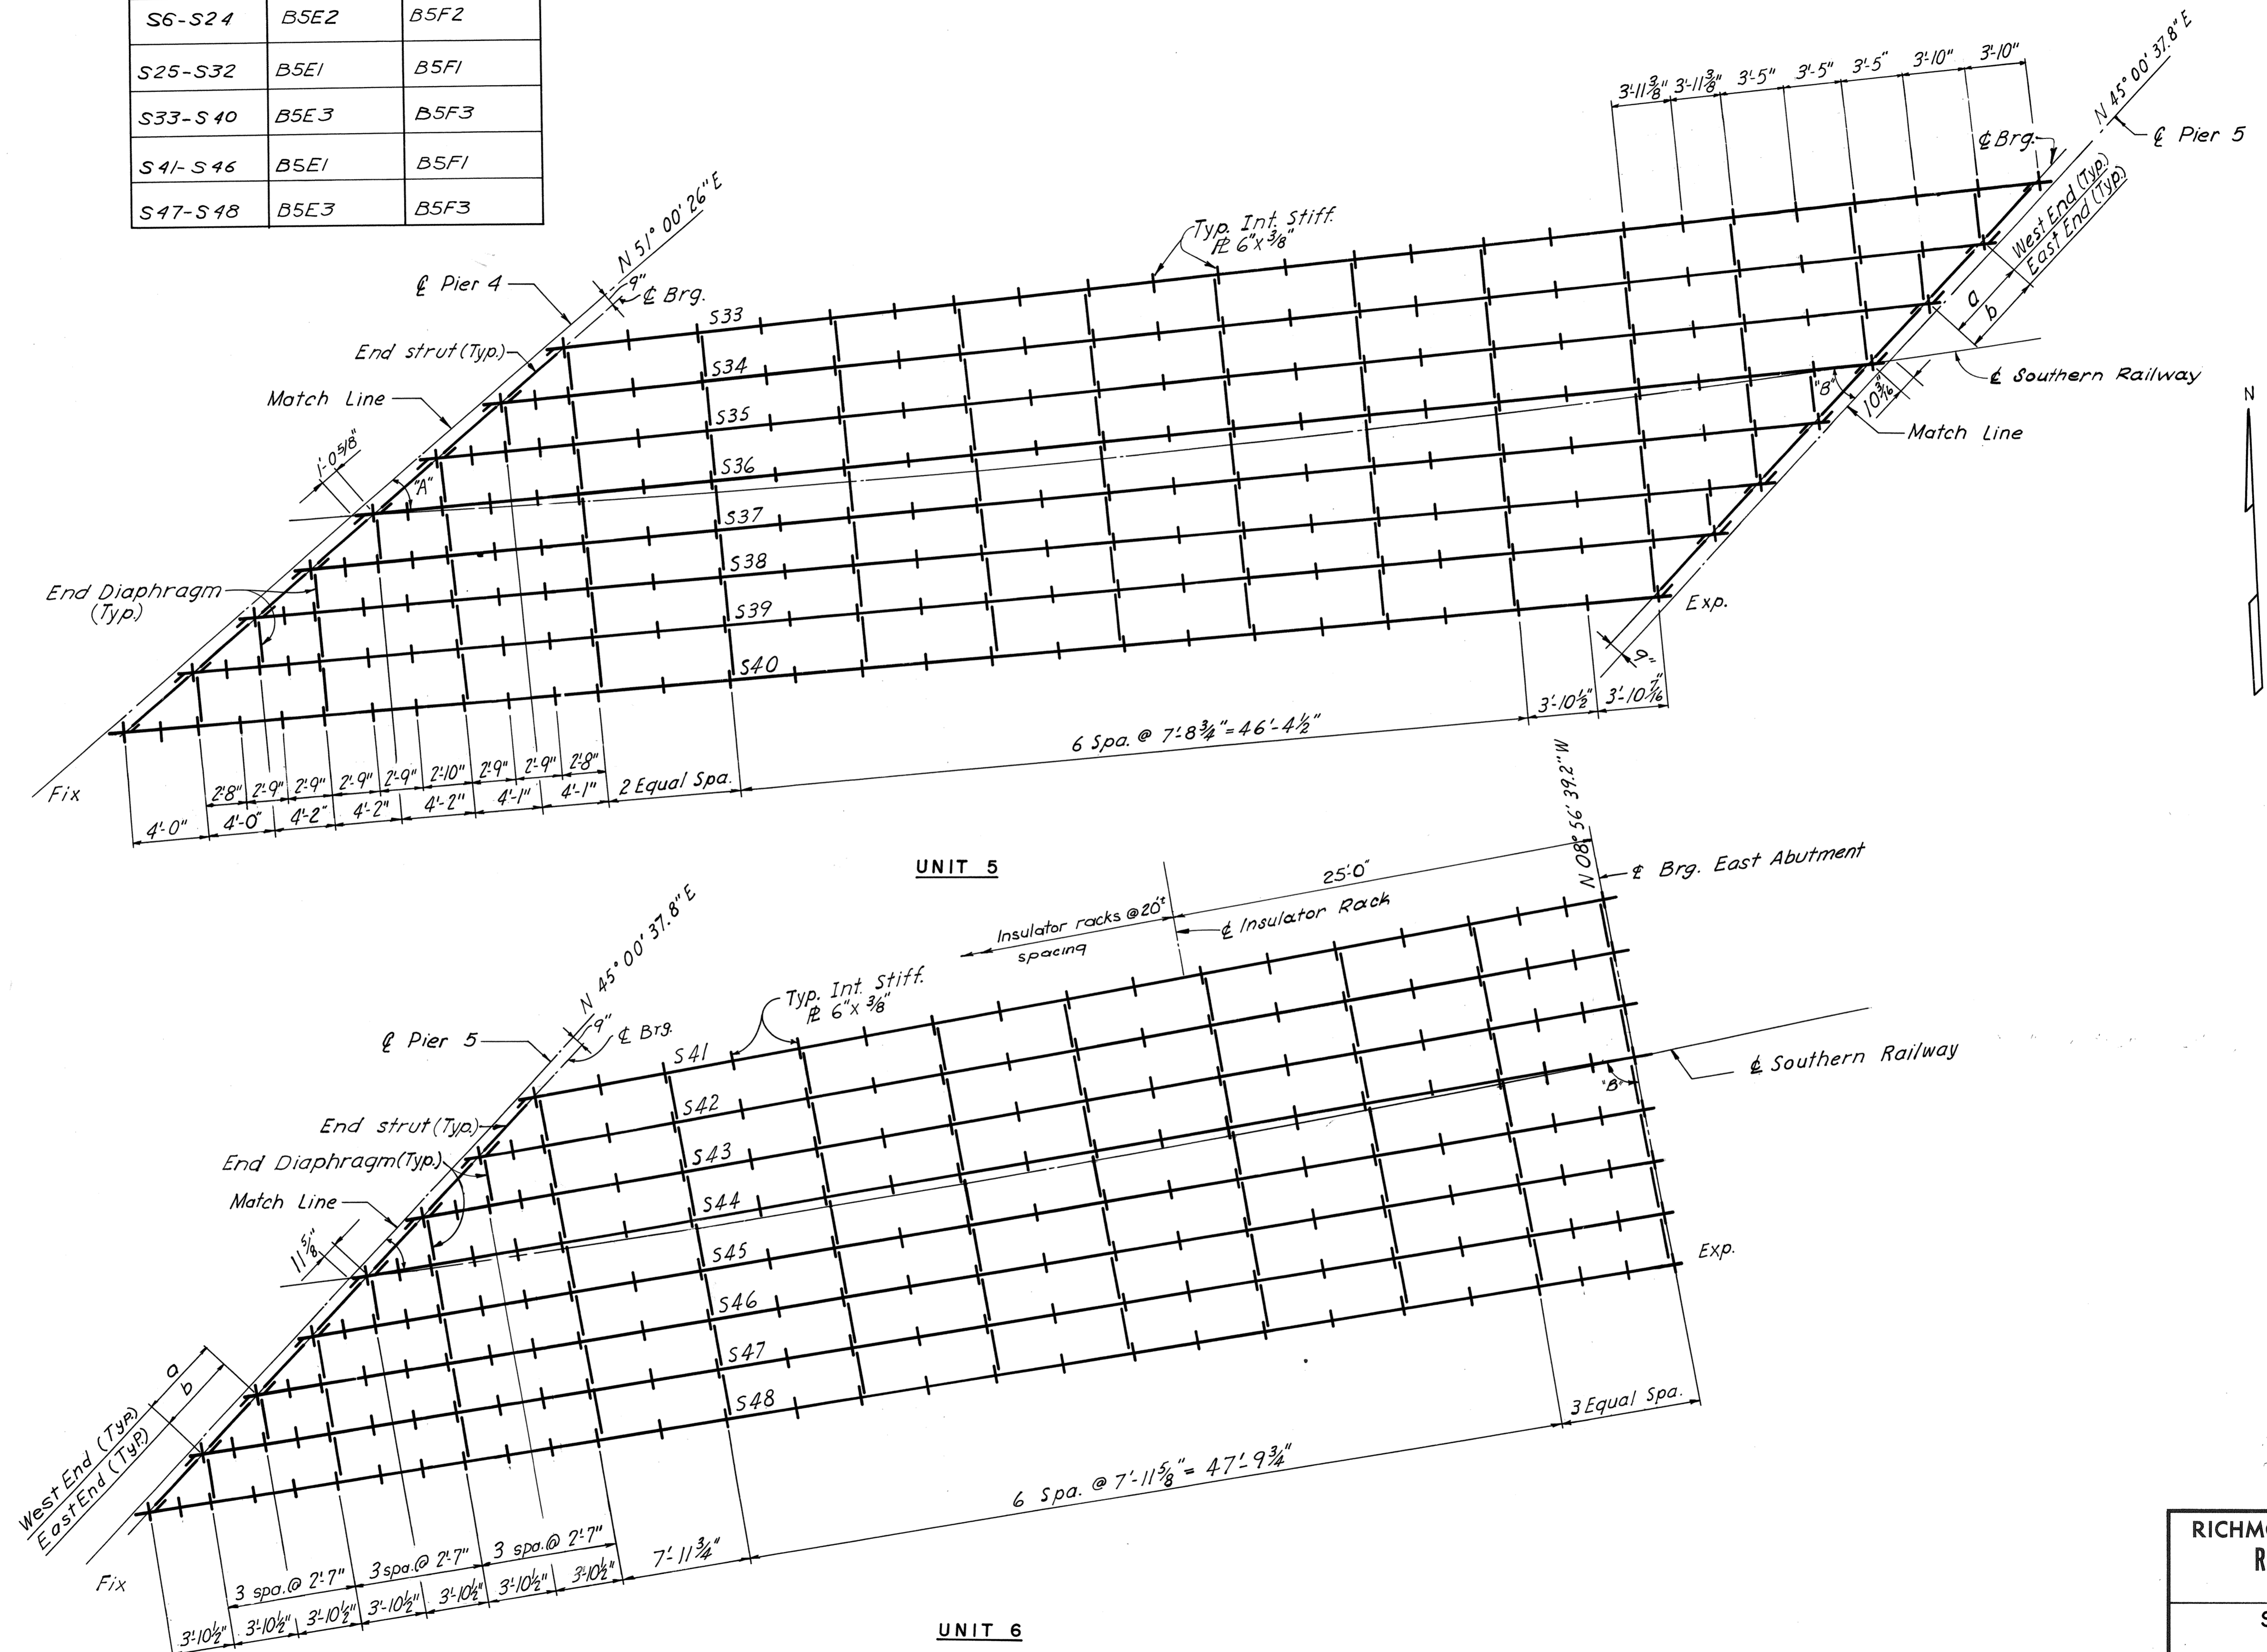 S6-S24 B5E2 B5F2
S25-S32 B5E1 B5F1
S33-S40 B5E3 B5F3
S41-S46 B5E1 B5F1
S47-S48 B5E3 B5F3
3'-11 3/8" 3'-11 3/8" 3'-5" 3'-5" 3'-5" 3'-10" 3'-10"
N 45° 00' 37.8" E
℄ Pier 5
℄ Brg.
West End (Typ.)
East End (Typ.)
a
b
N 51° 00' 26" E
9"
℄ Brg.
℄ Pier 4
Typ. Int. Stiff.
PL 6" x 3/8"
End strut (Typ.)
Match Line
1'-0 5/8"
"A"
End Diaphragm
(Typ.)
S33
S34
S35
S36
S37
S38
S39
S40
"B"
10 3/16"
℄ Southern Railway
Match Line
N
Exp.
9"
3'-10 1/2" 3'-10 7/16"
6 Spa. @ 7'-8 3/4" = 46'-4 1/2"
2 Equal Spa.
2'-8" 2'-9" 2'-9" 2'-9" 2'-9" 2'-10" 2'-9" 2'-9" 2'-8"
4'-0" 4'-0" 4'-2" 4'-2" 4'-2" 4'-1" 4'-1"
Fix
UNIT 5
N 08° 56' 39.2" W
℄ Brg. East Abutment
25'-0"
Insulator racks @ 20'±
spacing
℄ Insulator Rack
N 45° 00' 37.8" E
9"
℄ Brg.
℄ Pier 5
Typ. Int. Stiff.
PL 6" x 3/8"
End strut (Typ.)
End Diaphragm (Typ.)
Match Line
11 5/8"
S41
S42
S43
S44
S45
S46
S47
S48
"B"
℄ Southern Railway
Exp.
3 Equal Spa.
6 Spa. @ 7'-11 5/8" = 47'-9 3/4"
7'-11 3/4"
a
b
West End (Typ.)
East End (Typ.)
Fix
3 spa. @ 2'-7" 3 spa. @ 2'-7" 3 spa. @ 2'-7"
3'-10 1/2" 3'-10 1/2" 3'-10 1/2" 3'-10 1/2" 3'-10 1/2" 3'-10 1/2" 3'-10 1/2"
UNIT 6